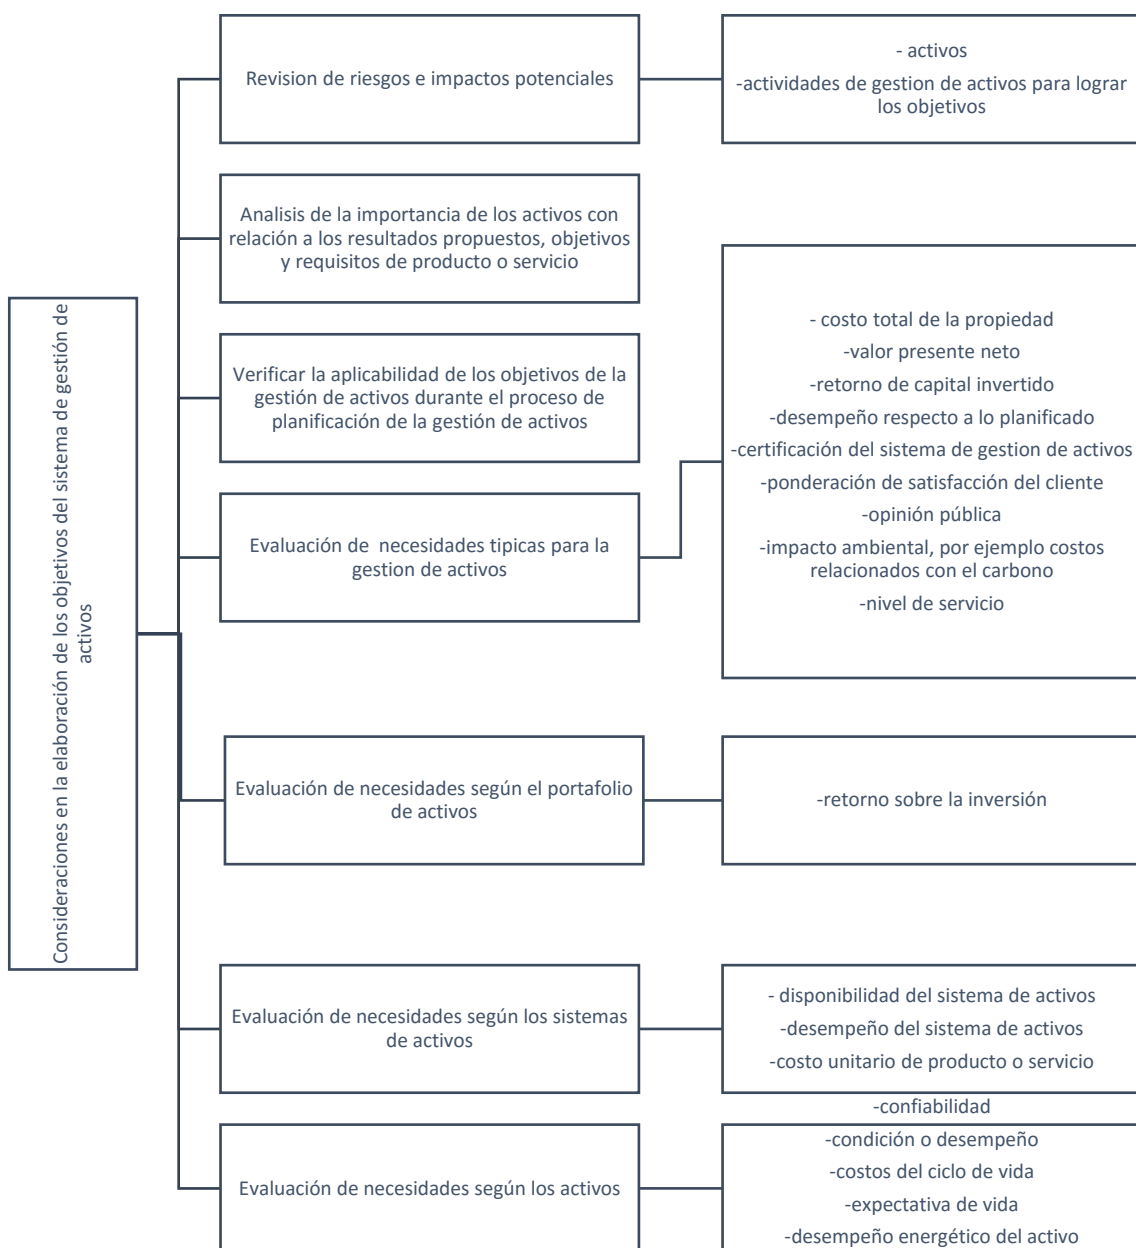 Consideraciones en la elaboración de los objetivos del sistema de gestión de
activos
Revision de riesgos e impactos potenciales
- activos
-actividades de gestion de activos para lograr
los objetivos
Analisis de la importancia de los activos con
relación a los resultados propuestos, objetivos
y requisitos de producto o servicio
Verificar la aplicabilidad de los objetivos de la
gestión de activos durante el proceso de
planificación de la gestión de activos
Evaluación de necesidades tipicas para la
gestion de activos
- costo total de la propiedad
-valor presente neto
-retorno de capital invertido
-desempeño respecto a lo planificado
-certificación del sistema de gestion de activos
-ponderación de satisfacción del cliente
-opinión pública
-impacto ambiental, por ejemplo costos
relacionados con el carbono
-nivel de servicio
Evaluación de necesidades según el portafolio
de activos
-retorno sobre la inversión
Evaluación de necesidades según los sistemas
de activos
- disponibilidad del sistema de activos
-desempeño del sistema de activos
-costo unitario de producto o servicio
Evaluación de necesidades según los activos
-confiabilidad
-condición o desempeño
-costos del ciclo de vida
-expectativa de vida
-desempeño energético del activo